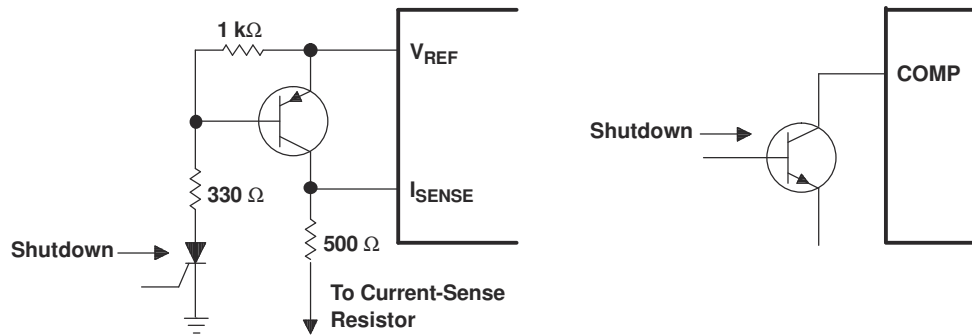 1 kΩ
V_REF
330 Ω
I_SENSE
500 Ω
Shutdown
To Current-Sense
Resistor
COMP
Shutdown